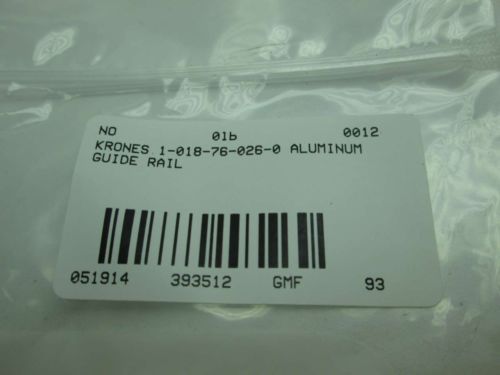 NO 01b 0012
KRONES 1-018-76-026-0 ALUMINUM
GUIDE RAIL
051914 393512 GMF 93